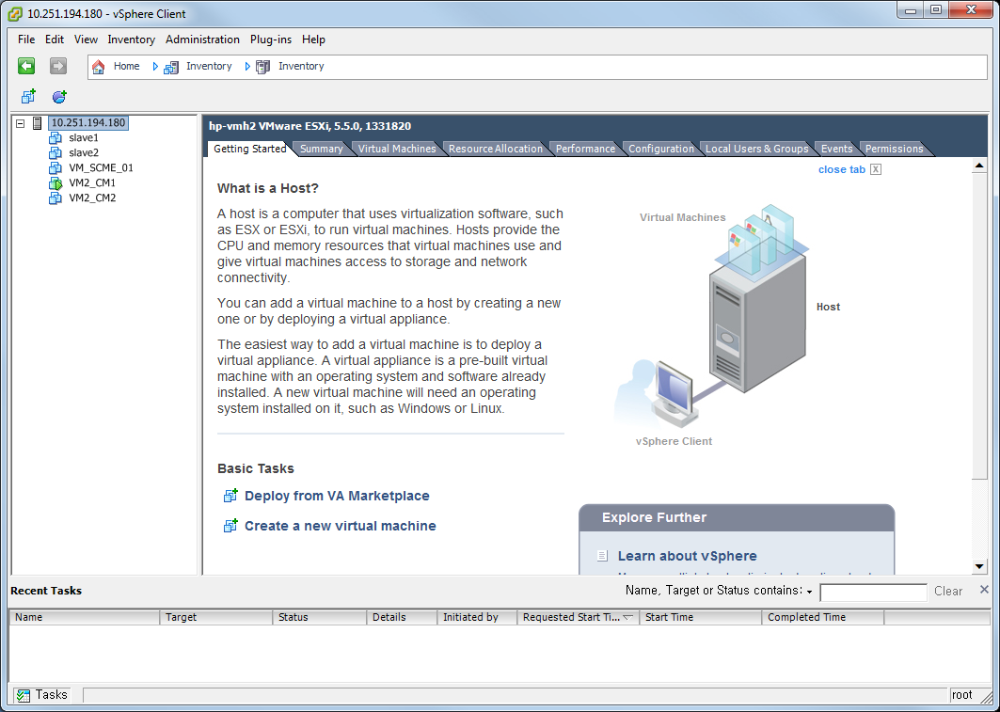 10.251.194.180 - vSphere Client
File Edit View Inventory Administration Plug-ins Help
Home Inventory Inventory
10.251.194.180
slave1
slave2
VM_SCME_01
VM2_CM1
VM2_CM2
hp-vmh2 VMware ESXi, 5.5.0, 1331820
Getting Started Summary Virtual Machines Resource Allocation Performance Configuration Local Users & Groups Events Permissions
close tab X
What is a Host?
A host is a computer that uses virtualization software, such
as ESX or ESXi, to run virtual machines. Hosts provide the
CPU and memory resources that virtual machines use and
give virtual machines access to storage and network
connectivity.
You can add a virtual machine to a host by creating a new
one or by deploying a virtual appliance.
The easiest way to add a virtual machine is to deploy a
virtual appliance. A virtual appliance is a pre-built virtual
machine with an operating system and software already
installed. A new virtual machine will need an operating
system installed on it, such as Windows or Linux.
Virtual Machines
Host
vSphere Client
Basic Tasks
Deploy from VA Marketplace
Create a new virtual machine
Explore Further
Learn about vSphere
Recent Tasks
Name, Target or Status contains: Clear
Name Target Status Details Initiated by Requested Start Ti... Start Time Completed Time
Tasks
root